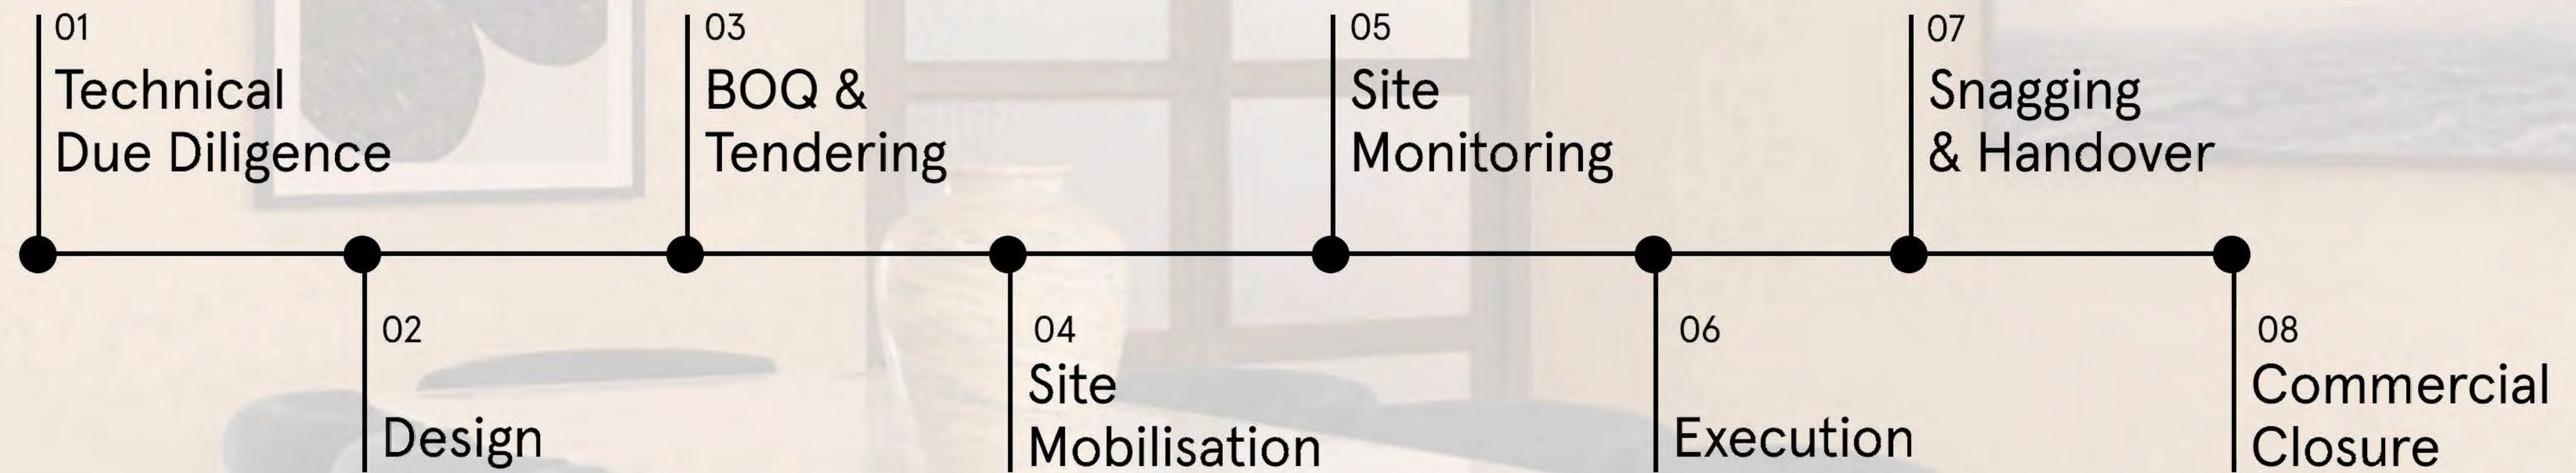 01
Technical
Due Diligence
02
Design
03
BOQ &
Tendering
04
Site
Mobilisation
05
Site
Monitoring
06
Execution
07
Snagging
& Handover
08
Commercial
Closure